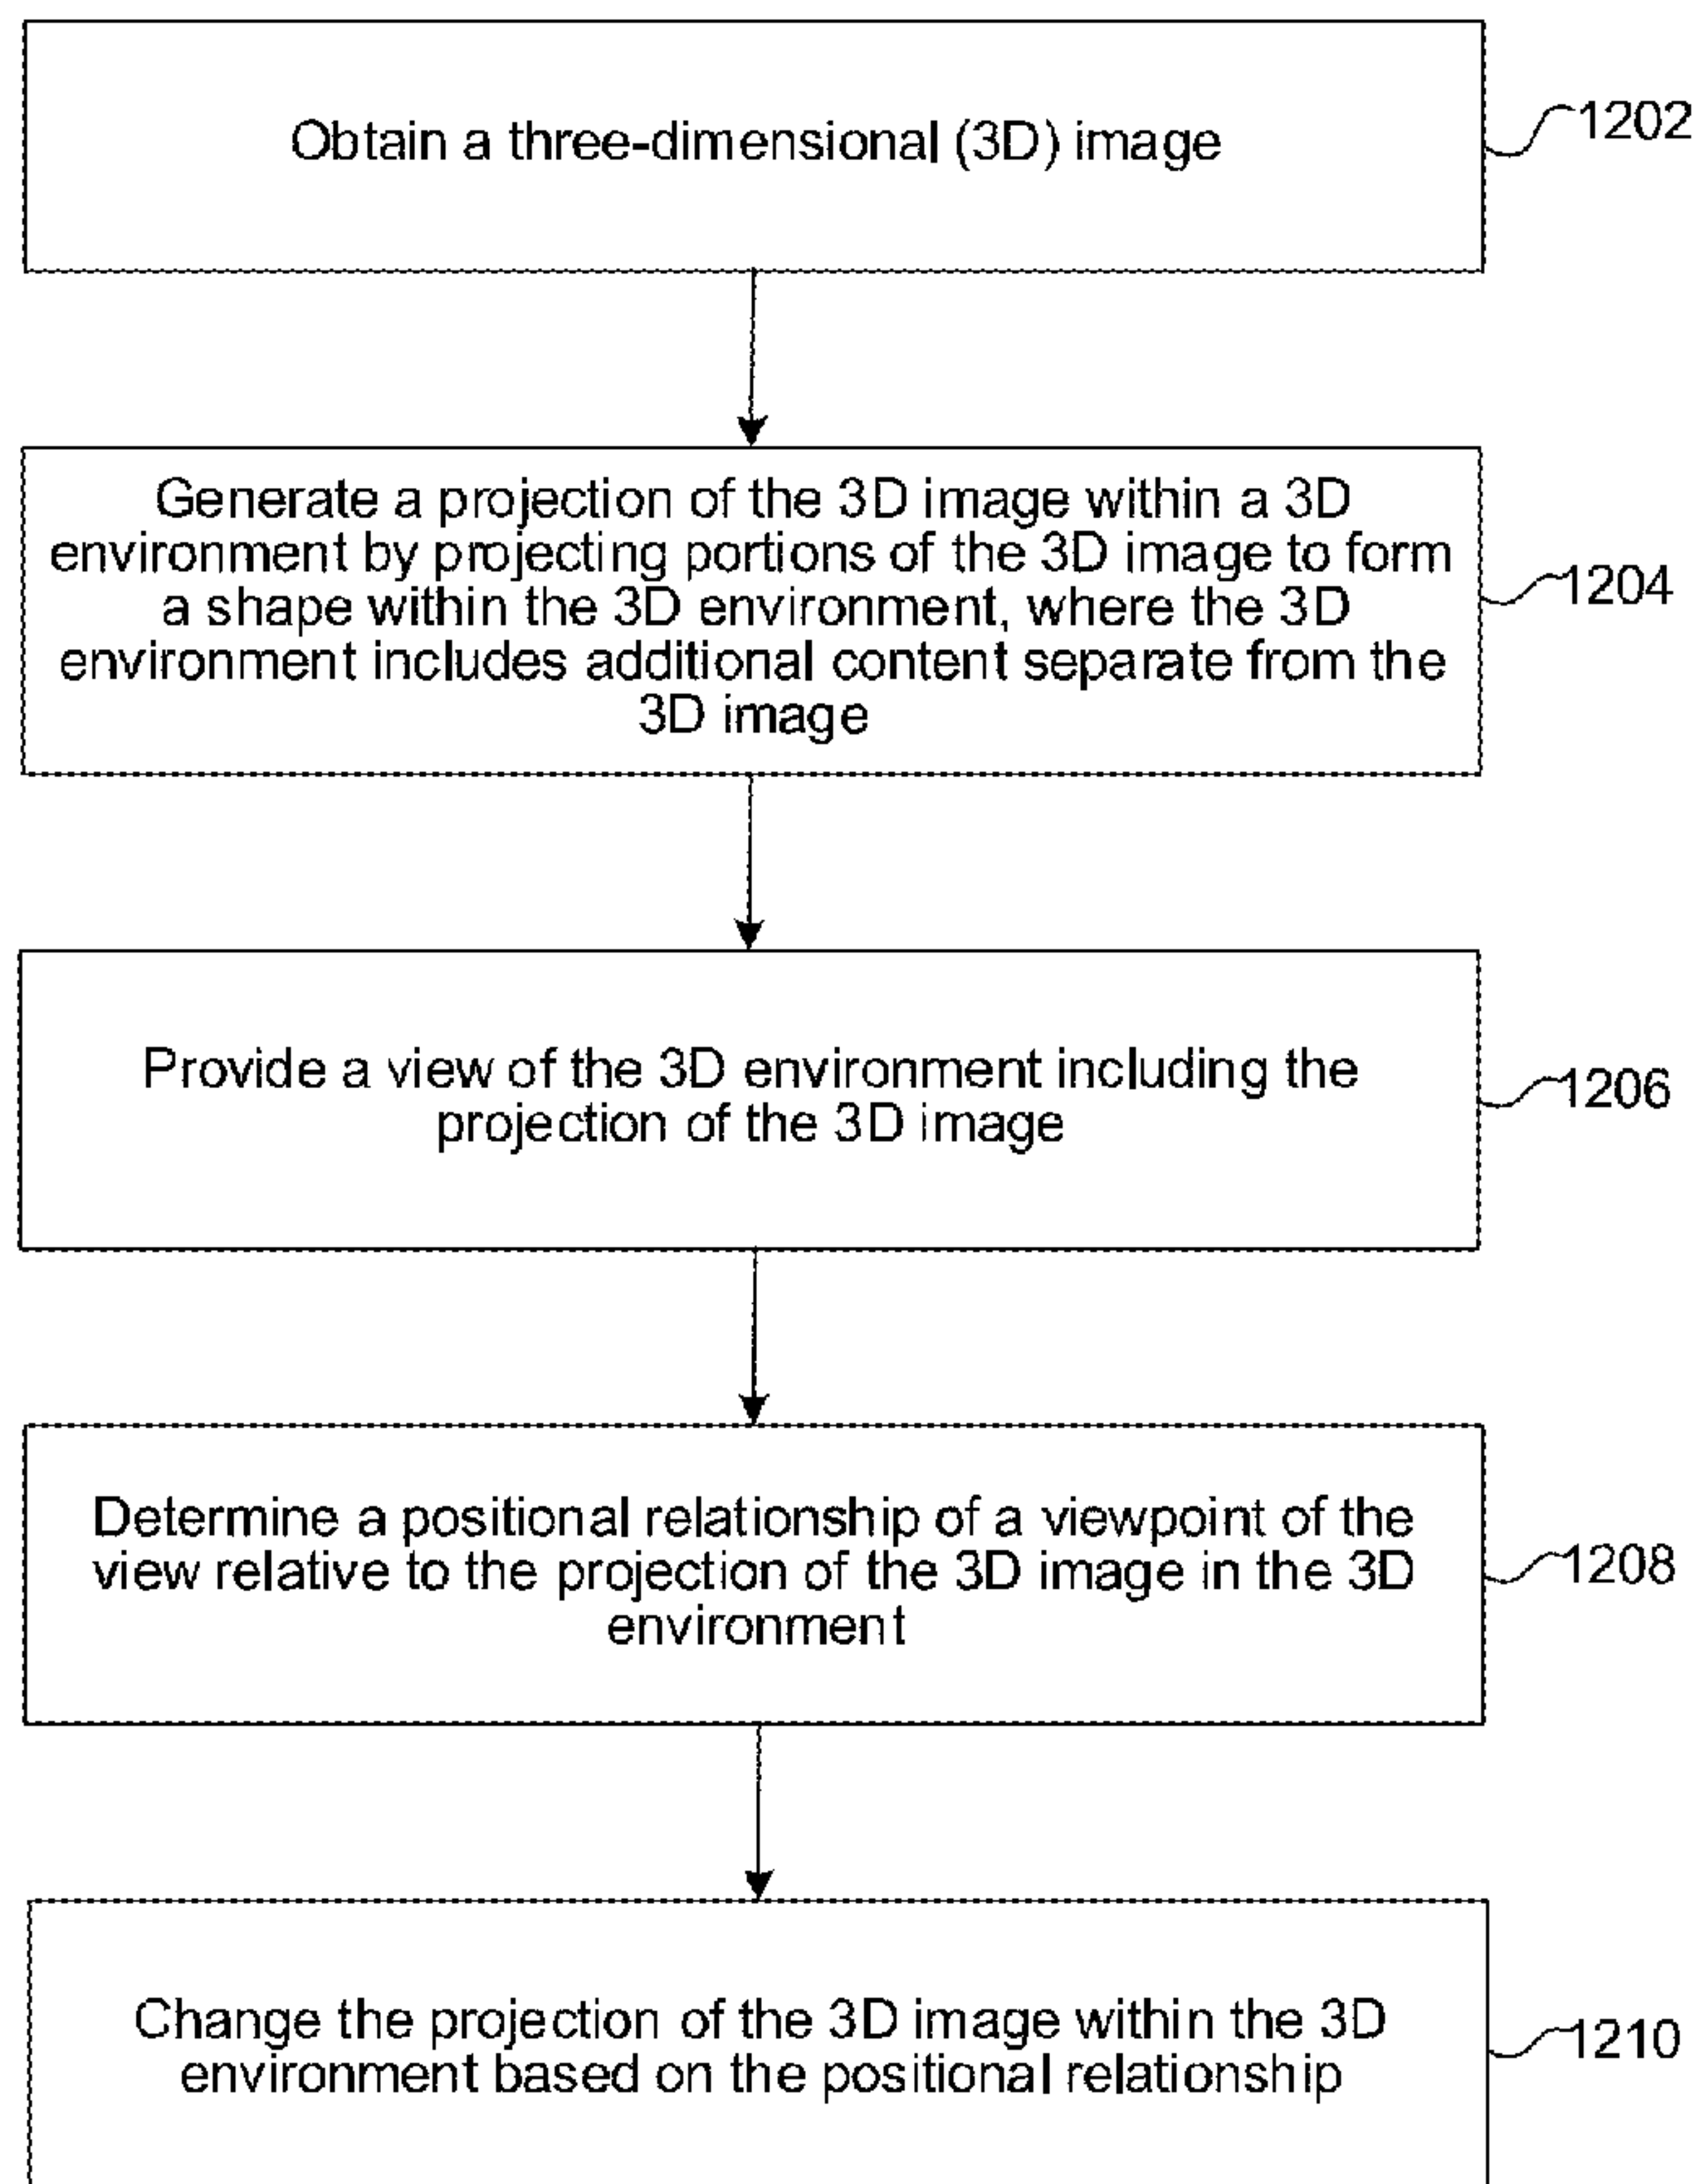 Obtain a three-dimensional (3D) image
1202
Generate a projection of the 3D image within a 3D
environment by projecting portions of the 3D image to form
a shape within the 3D environment, where the 3D
environment includes additional content separate from the
3D image
1204
Provide a view of the 3D environment including the
projection of the 3D image
1206
Determine a positional relationship of a viewpoint of the
view relative to the projection of the 3D image in the 3D
environment
1208
Change the projection of the 3D image within the 3D
environment based on the positional relationship
1210